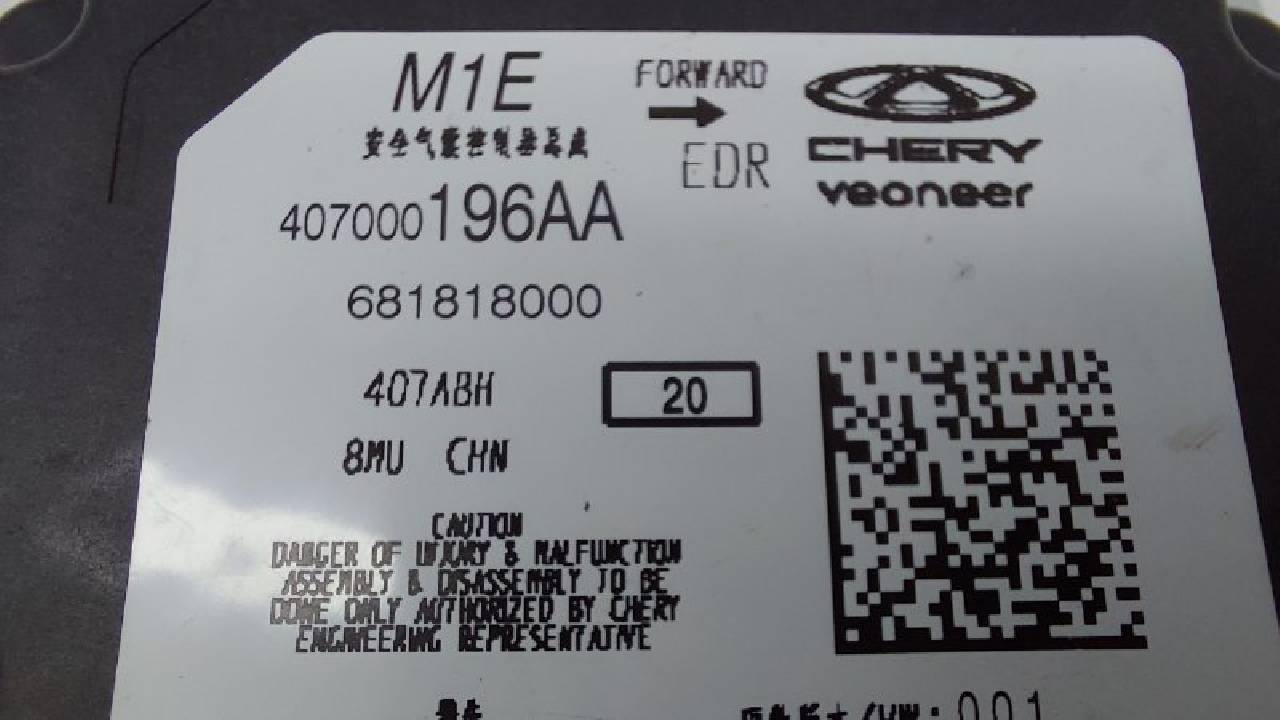 M1E
FORWARD
安全气囊控制器总成
EDR
CHERY
veoneer
407000196AA
681818000
407ABH
20
8MU CHN
CAUTION
DANGER OF INJURY & MALFUNCTION
ASSEMBLY & DISASSEMBLY TO BE
DONE ONLY AUTHORIZED BY CHERY
ENGINEERING REPRESENTATIVE
001